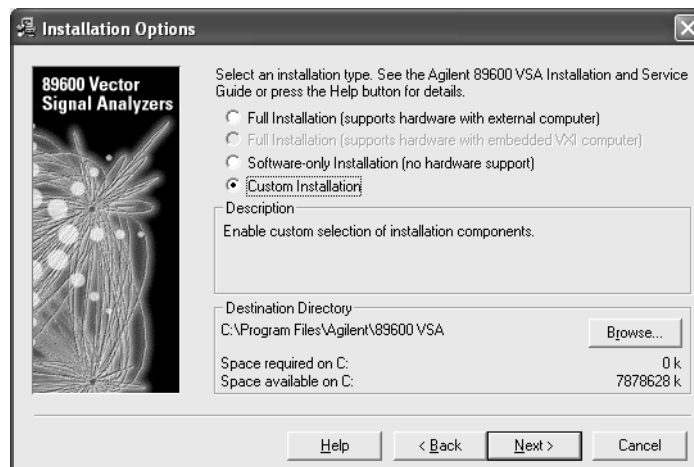 Installation Options
89600 Vector
Signal Analyzers
Select an installation type. See the Agilent 89600 VSA Installation and Service
Guide or press the Help button for details.
Full Installation (supports hardware with external computer)
Full Installation (supports hardware with embedded VXI computer)
Software-only Installation (no hardware support)
Custom Installation
Description
Enable custom selection of installation components.
Destination Directory
C:\Program Files\Agilent\89600 VSA
Browse...
Space required on C: 0 k
Space available on C: 7878628 k
Help
< Back
Next >
Cancel